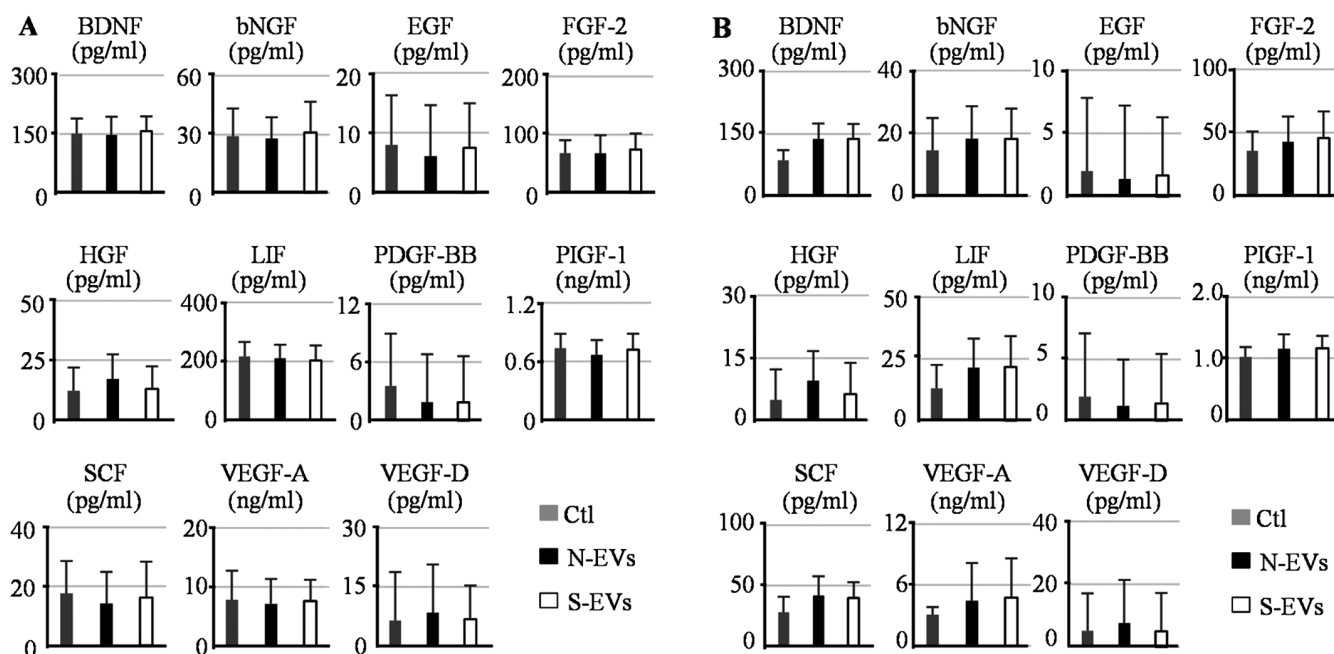 A
BDNF
(pg/ml)
300
150
0
bNGF
(pg/ml)
60
30
0
EGF
(pg/ml)
20
10
0
FGF-2
(pg/ml)
200
100
0
HGF
(pg/ml)
50
25
0
LIF
(pg/ml)
400
200
0
PDGF-BB
(pg/ml)
12
6
0
PIGF-1
(ng/ml)
1.2
0.6
0
SCF
(pg/ml)
40
20
0
VEGF-A
(ng/ml)
20
10
0
VEGF-D
(pg/ml)
30
15
0
Ctl
N-EVs
S-EVs
B
BDNF
(pg/ml)
300
150
0
bNGF
(pg/ml)
40
20
0
EGF
(pg/ml)
10
5
0
FGF-2
(pg/ml)
100
50
0
HGF
(pg/ml)
30
15
0
LIF
(pg/ml)
50
25
0
PDGF-BB
(pg/ml)
10
5
0
PIGF-1
(ng/ml)
2.0
1.0
0
SCF
(pg/ml)
100
50
0
VEGF-A
(ng/ml)
12
6
0
VEGF-D
(pg/ml)
40
20
0
Ctl
N-EVs
S-EVs